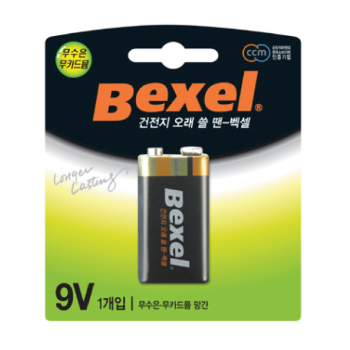 무수은
무카드뮴
ccm
Bexel®
건전지 오래 쓸 땐-벡셀
Longer
Lasting!
Bexel
건전지 오래 쓸 땐-벡셀
9V 1개입 무수은·무카드뮴 망간